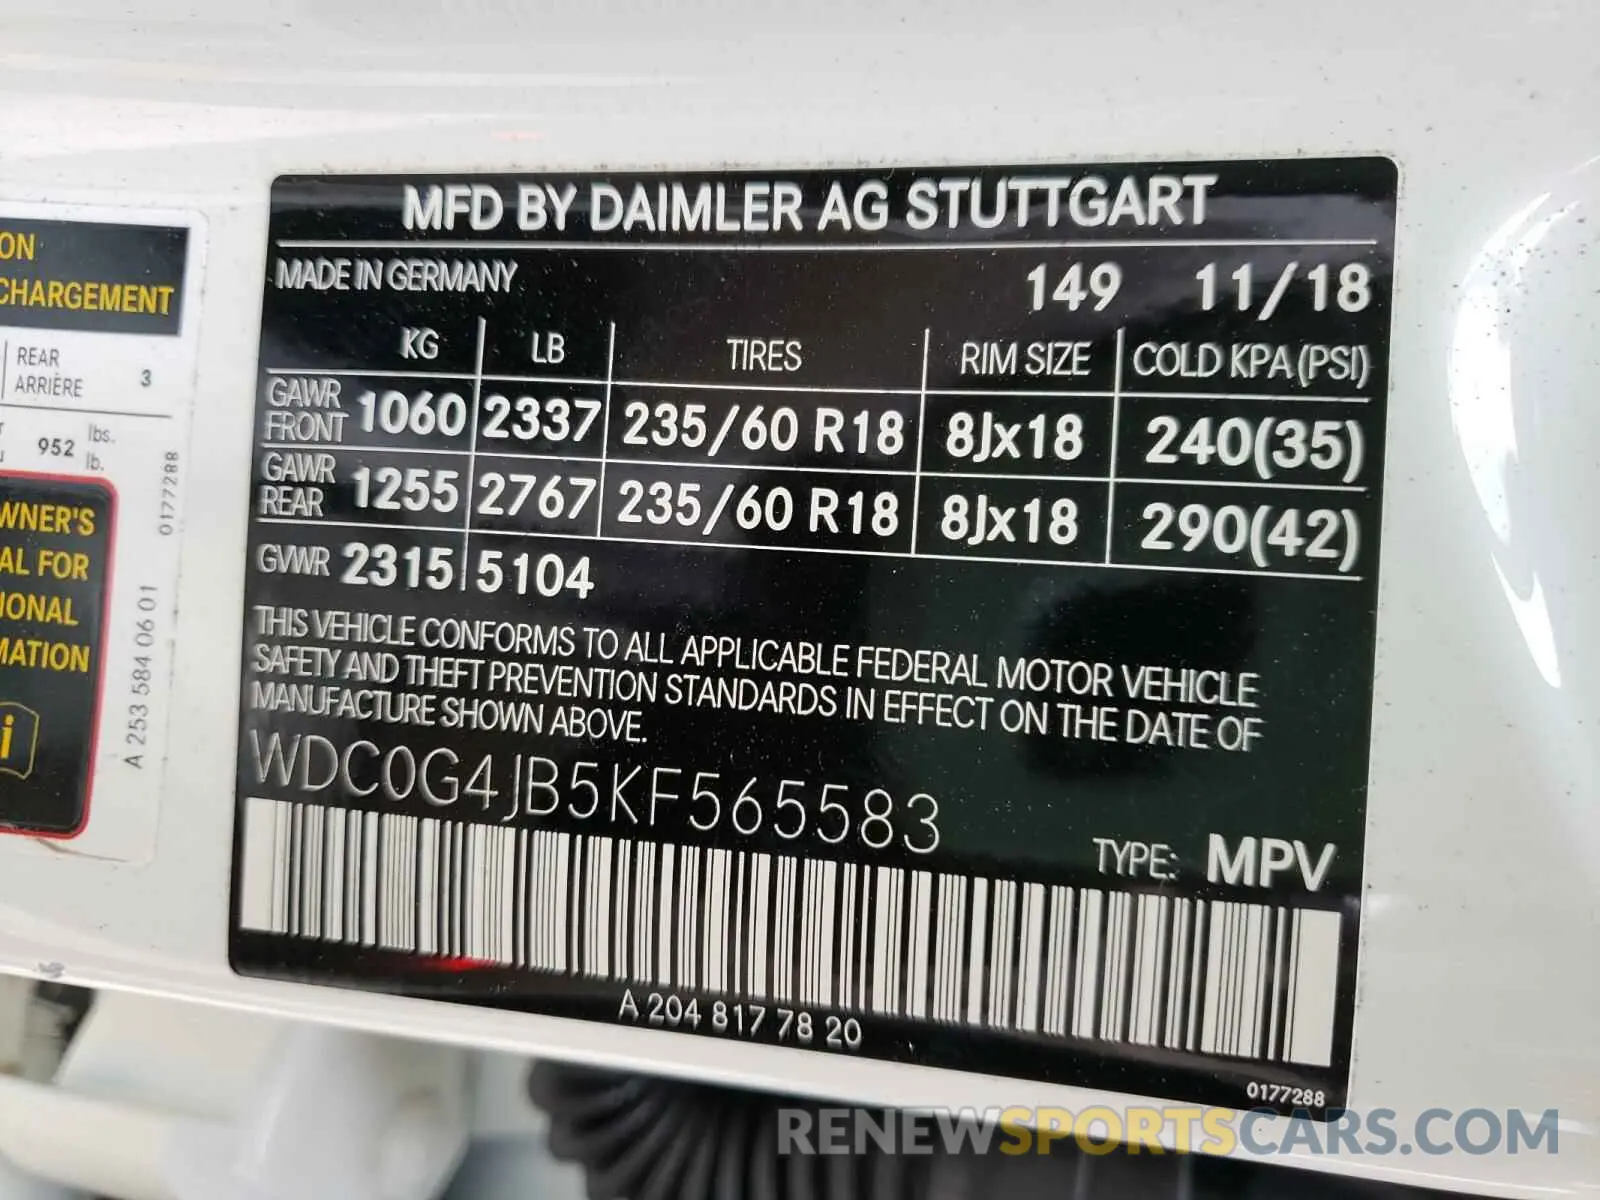 MFD BY DAIMLER AG STUTTGART
MADE IN GERMANY 149 11/18
KG LB TIRES RIM SIZE COLD KPA (PSI)
GAWR FRONT 1060 2337 235/60 R18 8Jx18 240(35)
GAWR REAR 1255 2767 235/60 R18 8Jx18 290(42)
GVWR 2315 5104
THIS VEHICLE CONFORMS TO ALL APPLICABLE FEDERAL MOTOR VEHICLE
SAFETY AND THEFT PREVENTION STANDARDS IN EFFECT ON THE DATE OF
MANUFACTURE SHOWN ABOVE.
WDC0G4JB5KF565583
TYPE: MPV
A 204 817 78 20
0177288
ON
CHARGEMENT
REAR
ARRIÈRE 3
952 lbs.
lb.
0177288
WNER'S
AL FOR
IONAL
MATION
i
A 253 584 06 01
RENEWSPORTSCARS.COM